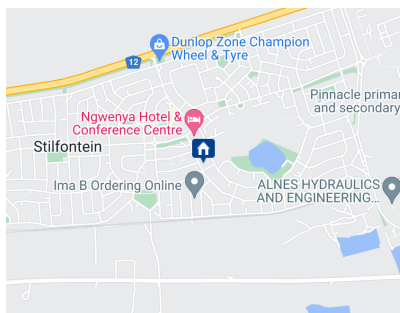 Dunlop Zone Champion
Wheel & Tyre
12
Pinnacle primar
and secondary
Ngwenya Hotel &
Conference Centre
Stilfontein
Ima B Ordering Online
ALNES HYDRAULICS
AND ENGINEERING...